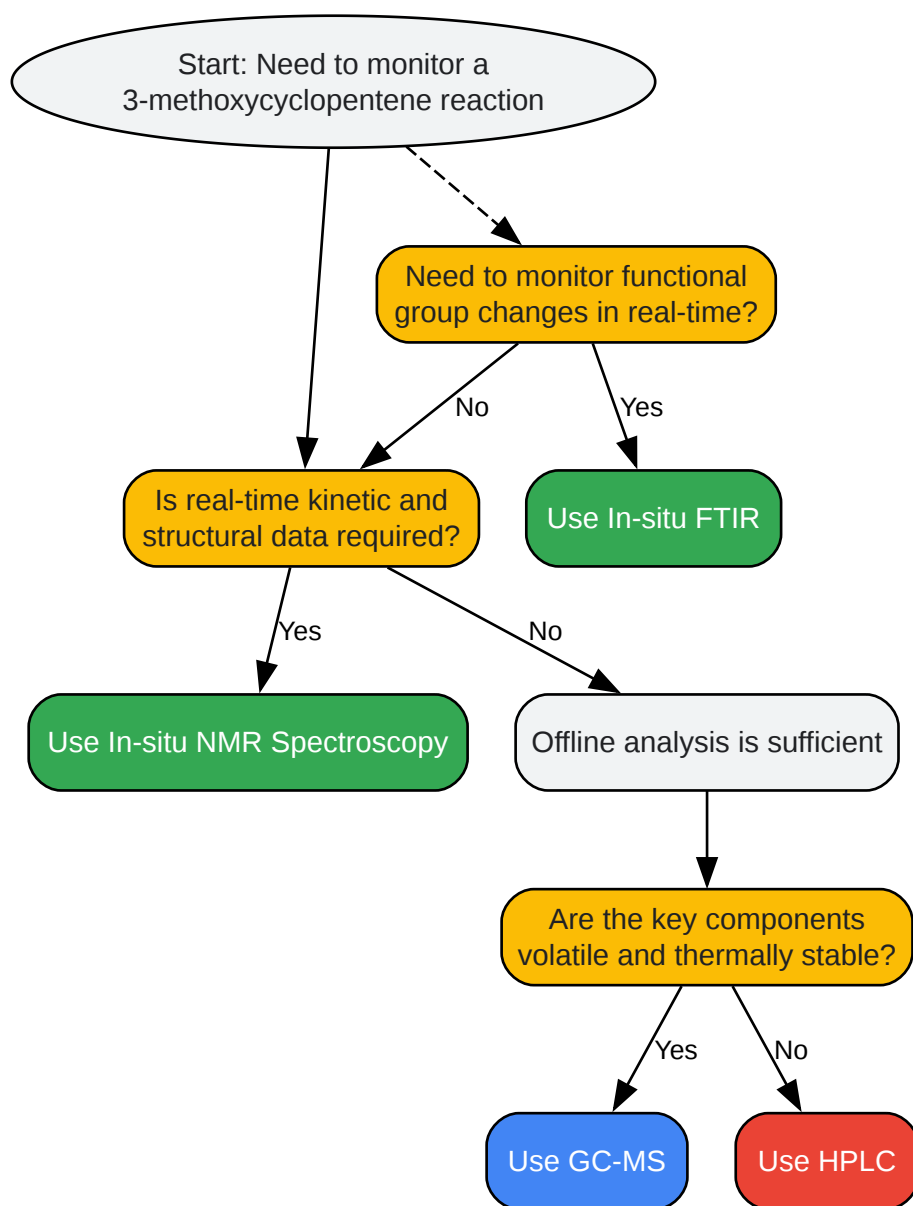 Start: Need to monitor a
3-methoxycyclopentene reaction
Need to monitor functional
group changes in real-time?
No
Yes
Is real-time kinetic and
structural data required?
Use In-situ FTIR
Yes
No
Use In-situ NMR Spectroscopy
Offline analysis is sufficient
Are the key components
volatile and thermally stable?
Yes
No
Use GC-MS
Use HPLC